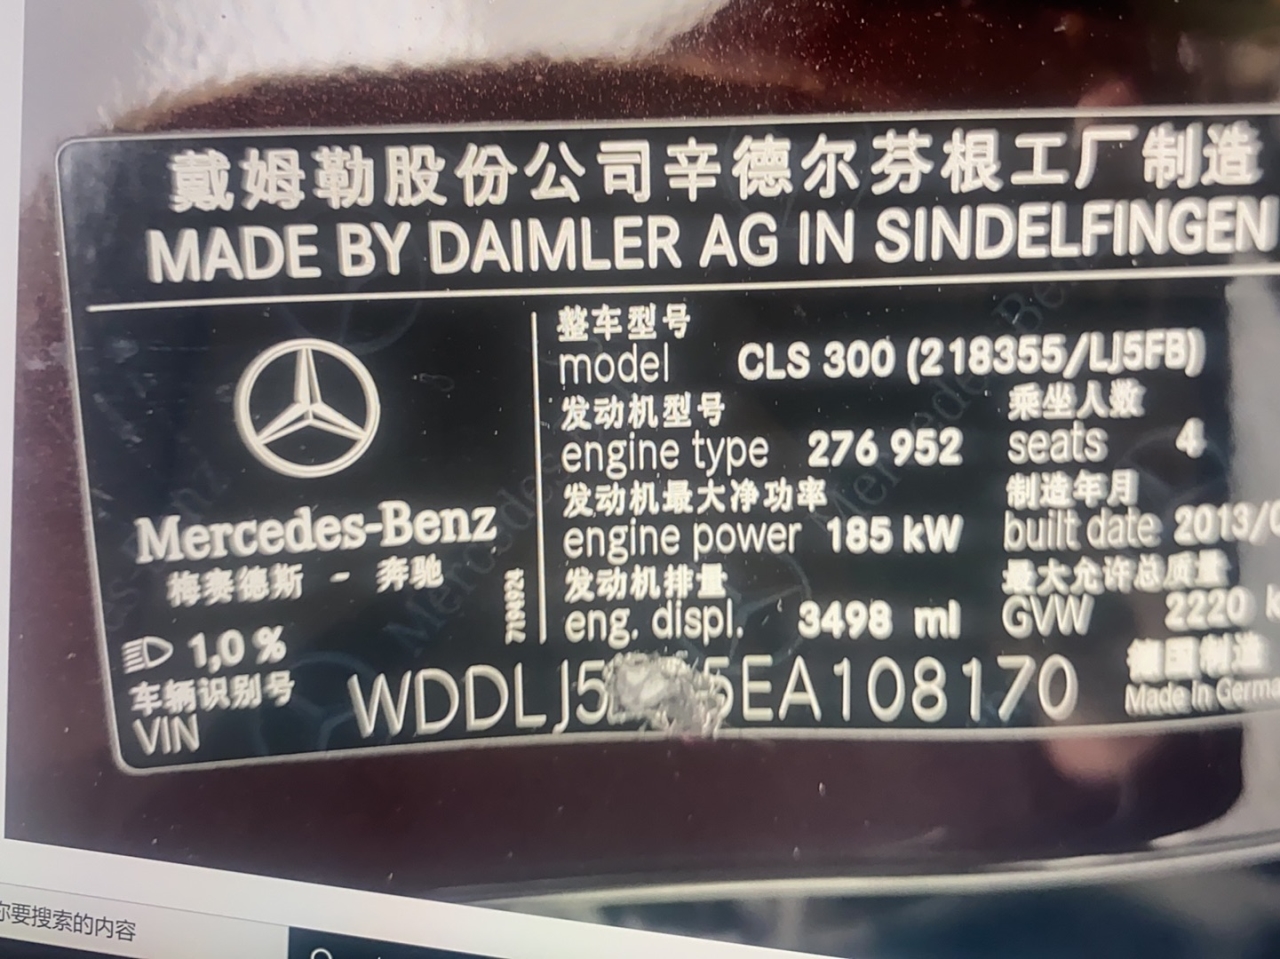 戴姆勒股份公司辛德尔芬根工厂制造
MADE BY DAIMLER AG IN SINDELFINGEN
整车型号
model CLS 300 (218355/LJ5FB)
发动机型号 乘坐人数
engine type 276 952 seats 4
发动机最大净功率 制造年月
engine power 185 kW built date 2013/
发动机排量 最大允许总质量
eng. displ. 3498 ml GVW 2220
Mercedes-Benz
梅赛德斯 - 奔驰
1,0 %
车辆识别号
VIN WDDLJ5 5EA108170
德国制造
Made in Germa
你要搜索的内容